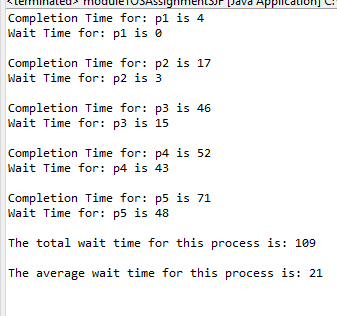 <terminated> module1OSAssignmentSJF [Java Application] C:
Completion Time for: p1 is 4
Wait Time for: p1 is 0
Completion Time for: p2 is 17
Wait Time for: p2 is 3
Completion Time for: p3 is 46
Wait Time for: p3 is 15
Completion Time for: p4 is 52
Wait Time for: p4 is 43
Completion Time for: p5 is 71
Wait Time for: p5 is 48
The total wait time for this process is: 109
The average wait time for this process is: 21